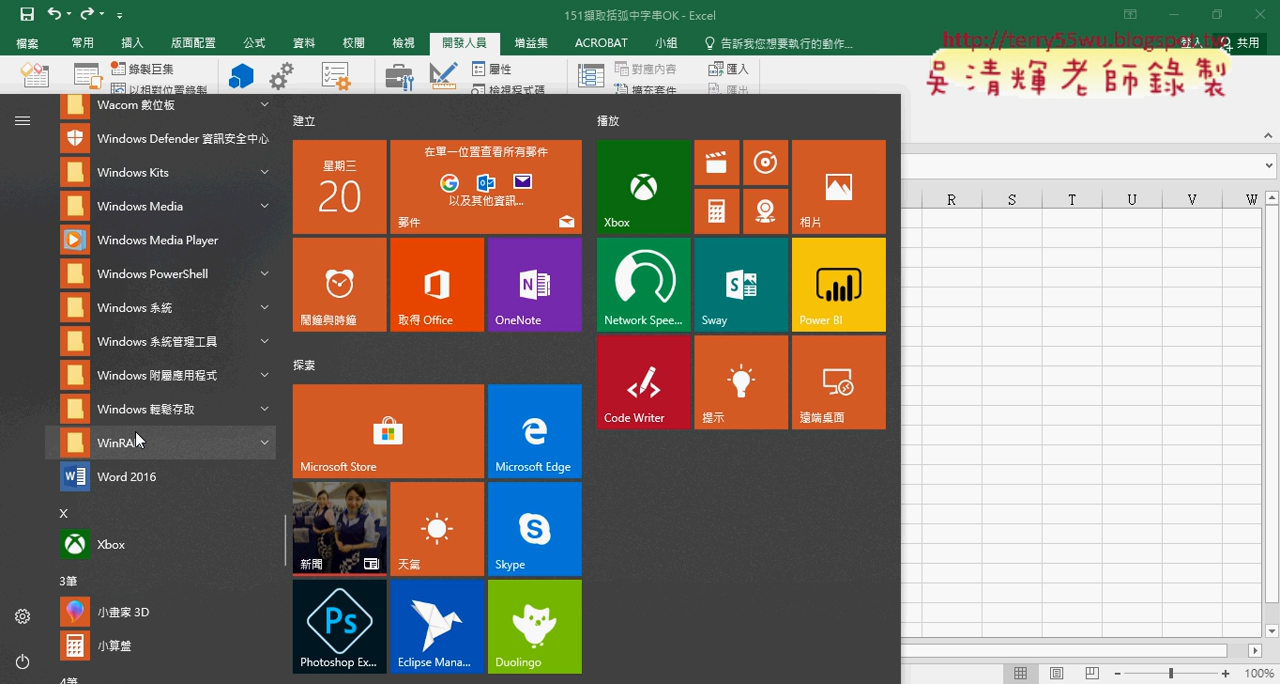 151擷取括弧中字串OK - Excel
檔案 常用 插入 版面配置 公式 資料 校閱 檢視 開發人員 增益集 ACROBAT 小組 告訴我您想要執行的動作... 登入 共用
http://terry55wu.blogspot.tw
吳清輝老師錄製
錄製巨集 屬性 對應內容 匯入
以相對位置錄製 檢視程式碼 擴充套件 匯出
R S T U V W
Wacom 數位板
Windows Defender 資訊安全中心
Windows Kits
Windows Media
Windows Media Player
Windows PowerShell
Windows 系統
Windows 系統管理工具
Windows 附屬應用程式
Windows 輕鬆存取
WinRA
Word 2016
X
Xbox
3筆
小畫家 3D
小算盤
4筆
建立
星期三
20
在單一位置查看所有郵件
以及其他資訊...
郵件
鬧鐘與時鐘
取得 Office
OneNote
探索
Microsoft Store
Microsoft Edge
新聞
天氣
Skype
Ps
Photoshop Ex...
Eclipse Mana...
Duolingo
播放
Xbox
相片
Network Spee...
Sway
Power BI
Code Writer
提示
遠端桌面
100%